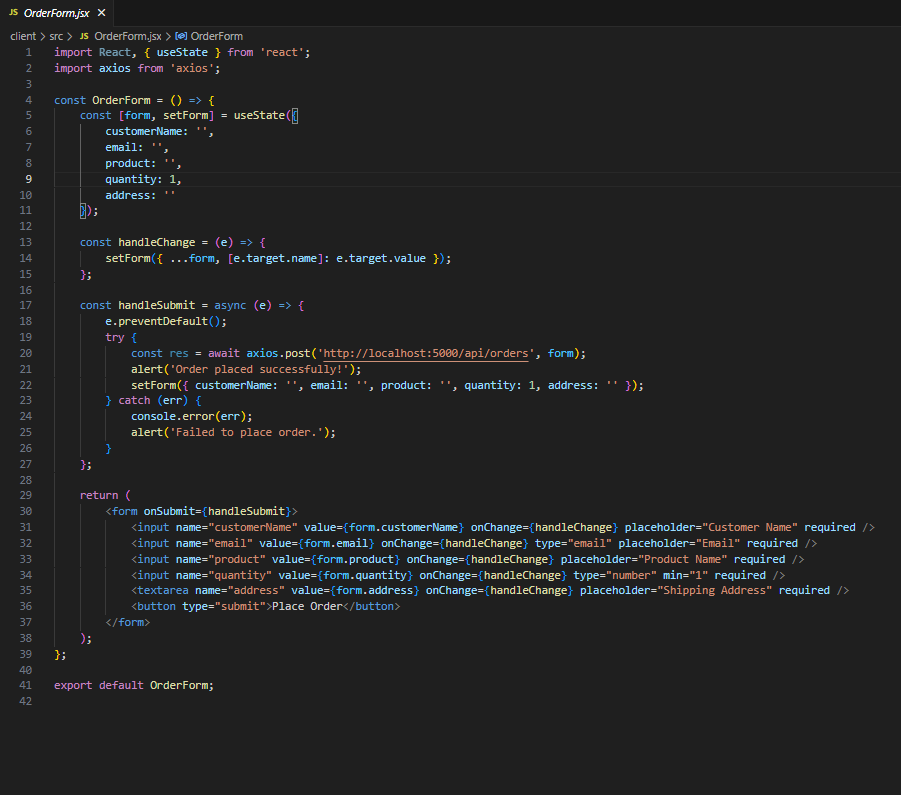 JS OrderForm.jsx ×
client > src > JS OrderForm.jsx > OrderForm
1 import React, { useState } from 'react';
2 import axios from 'axios';
3
4 const OrderForm = () => {
5     const [form, setForm] = useState({
6         customerName: '',
7         email: '',
8         product: '',
9         quantity: 1,
10         address: ''
11     });
12
13     const handleChange = (e) => {
14         setForm({ ...form, [e.target.name]: e.target.value });
15     };
16
17     const handleSubmit = async (e) => {
18         e.preventDefault();
19         try {
20             const res = await axios.post('http://localhost:5000/api/orders', form);
21             alert('Order placed successfully!');
22             setForm({ customerName: '', email: '', product: '', quantity: 1, address: '' });
23         } catch (err) {
24             console.error(err);
25             alert('Failed to place order.');
26         }
27     };
28
29     return (
30         <form onSubmit={handleSubmit}>
31             <input name="customerName" value={form.customerName} onChange={handleChange} placeholder="Customer Name" required />
32             <input name="email" value={form.email} onChange={handleChange} type="email" placeholder="Email" required />
33             <input name="product" value={form.product} onChange={handleChange} placeholder="Product Name" required />
34             <input name="quantity" value={form.quantity} onChange={handleChange} type="number" min="1" required />
35             <textarea name="address" value={form.address} onChange={handleChange} placeholder="Shipping Address" required />
36             <button type="submit">Place Order</button>
37         </form>
38     );
39 };
40
41 export default OrderForm;
42